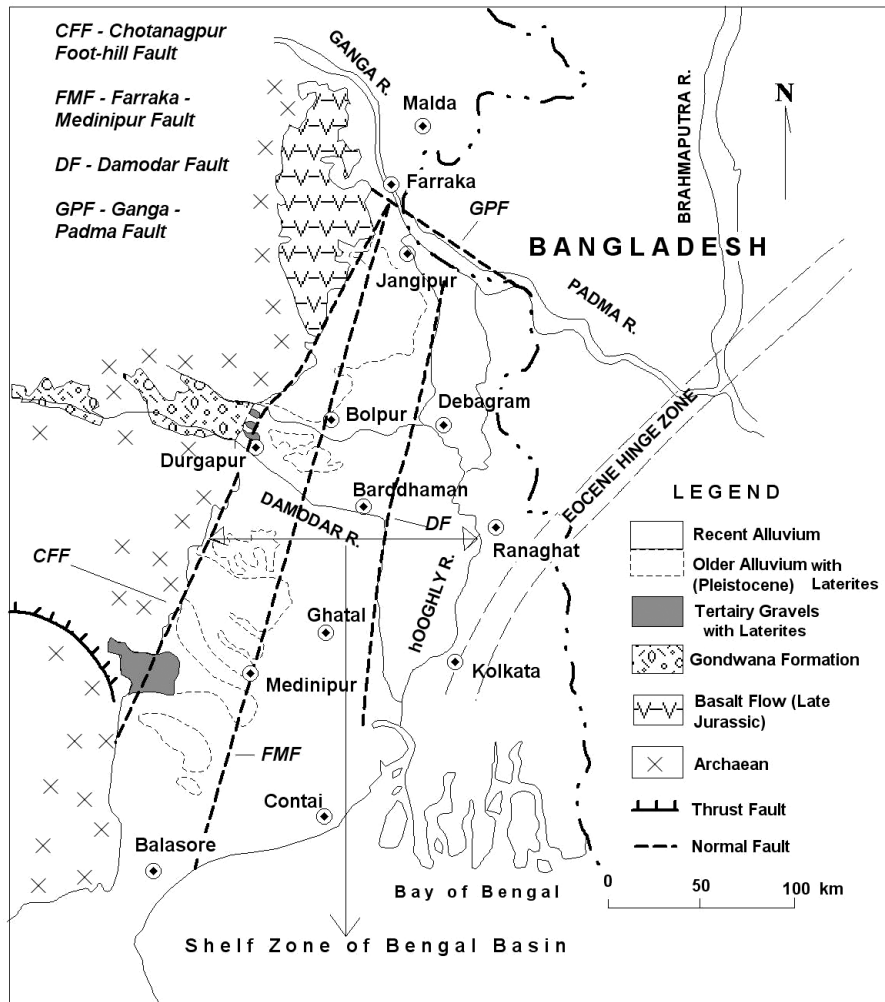 CFF - Chotanagpur
Foot-hill Fault
FMF - Farraka -
Medinipur Fault
DF - Damodar Fault
GPF - Ganga -
Padma Fault
GANGA R.
Malda
BRAHMAPUTRA R.
N
Farraka
GPF
BANGLADESH
Jangipur
PADMA R.
Bolpur
Debagram
EOCENE HINGE ZONE
Durgapur
Barddhaman
DAMODAR R.
DF
Ranaghat
CFF
hOOGHLY R.
Ghatal
Kolkata
Medinipur
FMF
Contai
Balasore
Bay of Bengal
Shelf Zone of Bengal Basin
LEGEND
Recent Alluvium
Older Alluvium with
(Pleistocene) Laterites
Tertairy Gravels
with Laterites
Gondwana Formation
Basalt Flow (Late
Jurassic)
Archaean
Thrust Fault
Normal Fault
0 50 100 km